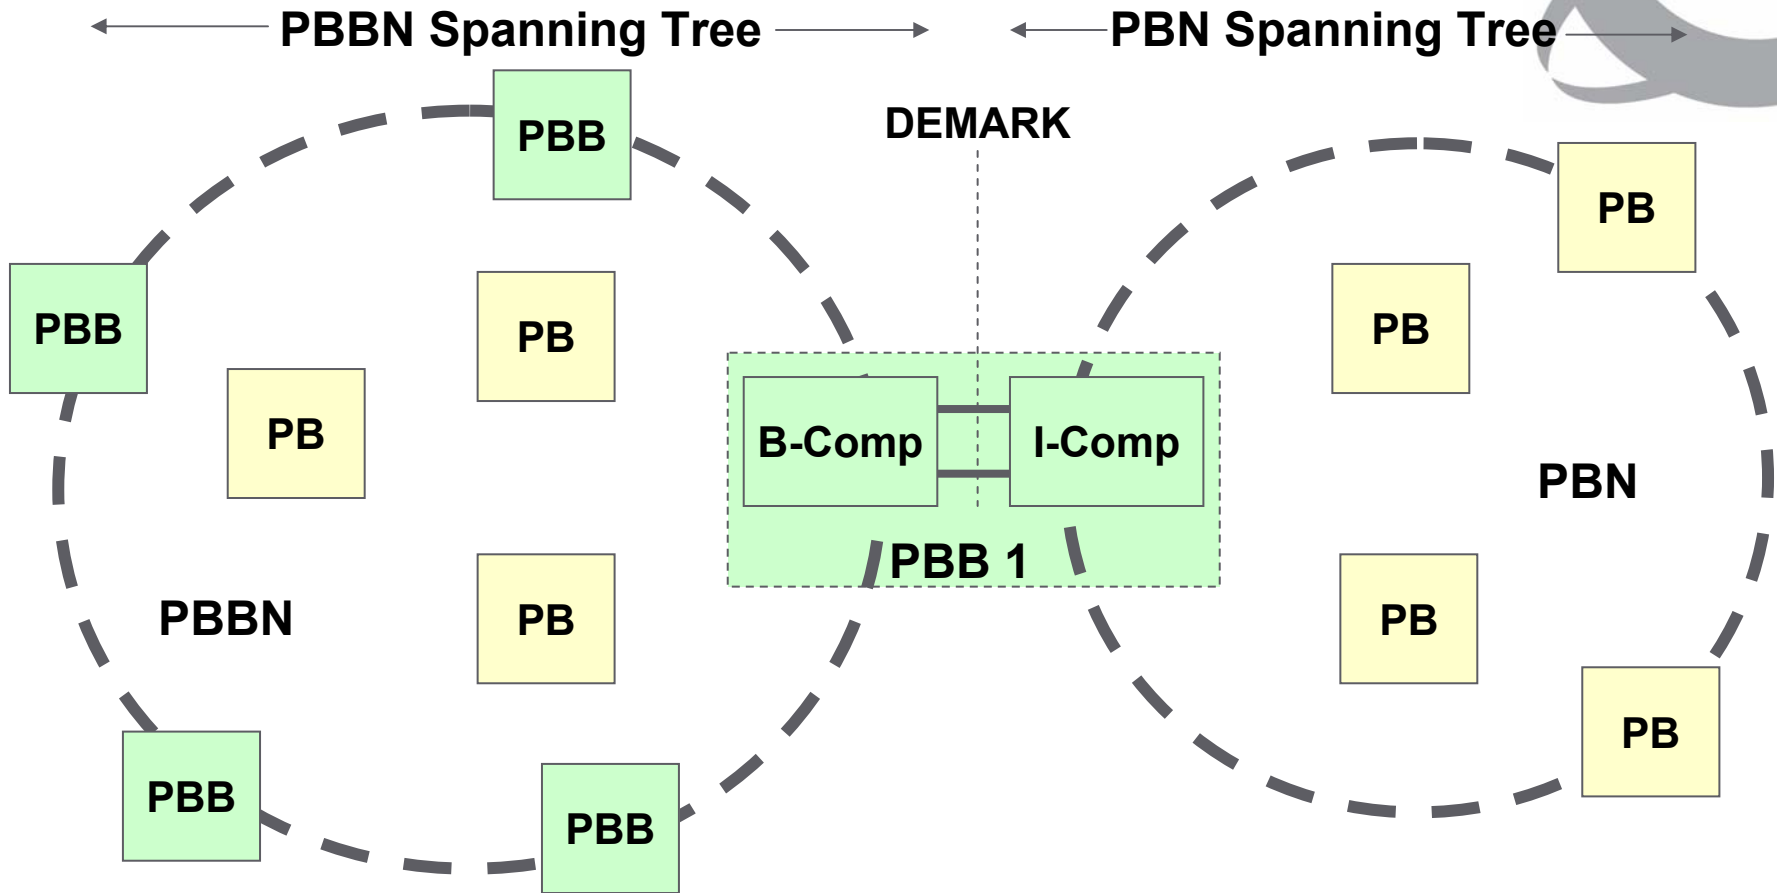 PBBN Spanning Tree
PBN Spanning Tree
DEMARK
PBB
PB
PBB
PB
PB
PB
B-Comp
I-Comp
PBN
PBB 1
PBBN
PB
PB
PBB
PBB
PB